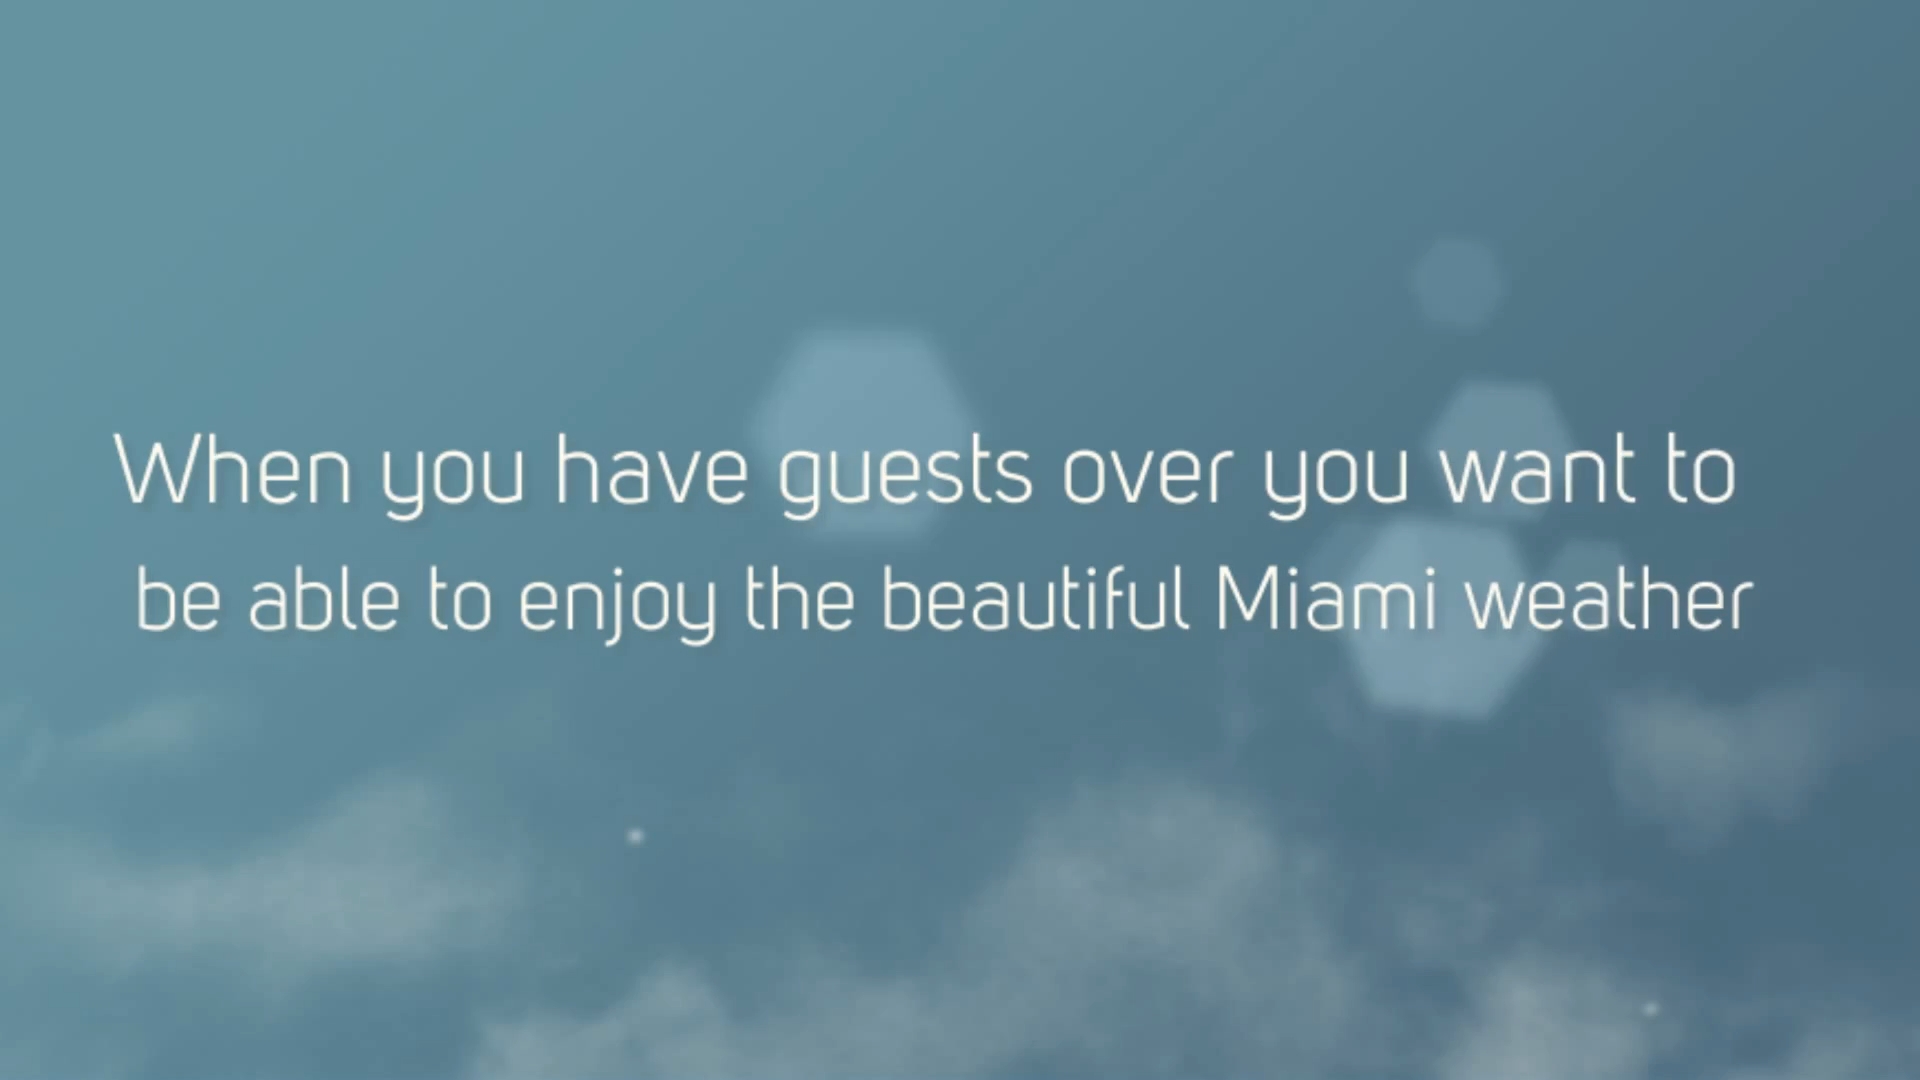 When you have guests over you want to
be able to enjoy the beautiful Miami weather